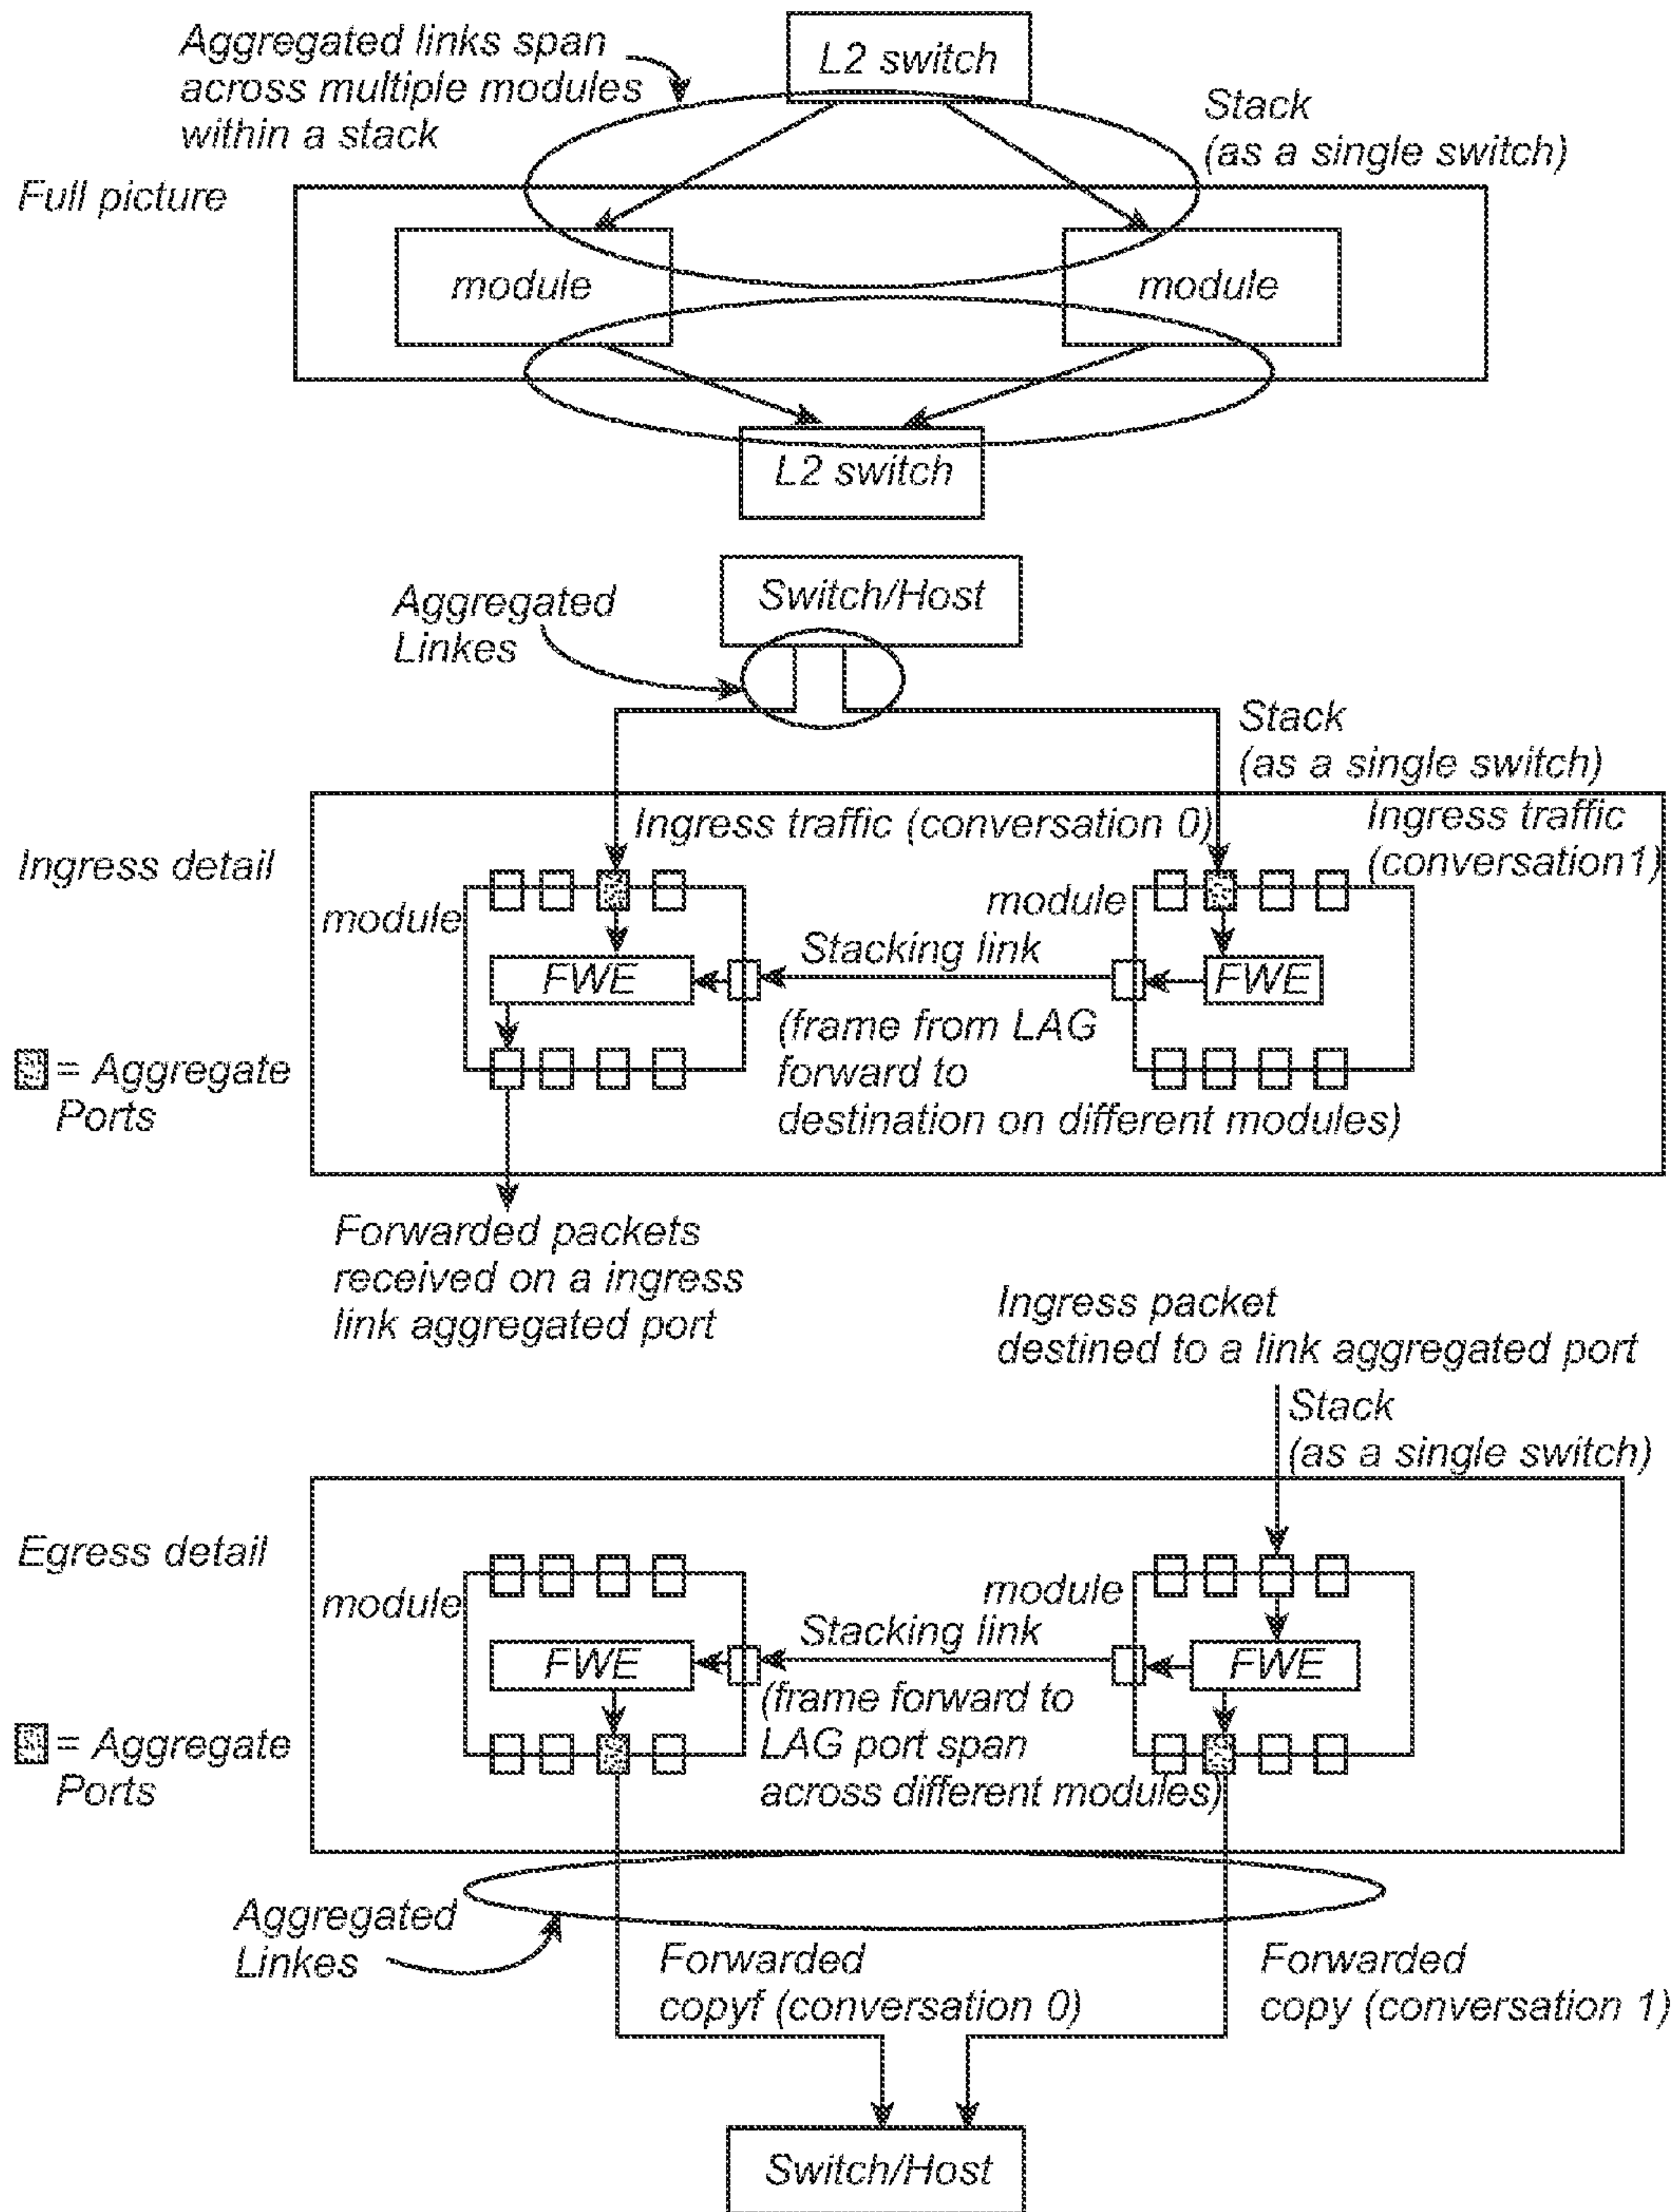 Aggregated links span
across multiple modules
within a stack
L2 switch
Stack
(as a single switch)
Full picture
module
module
L2 switch
Switch/Host
Aggregated
Linkes
Stack
(as a single switch)
Ingress traffic (conversation 0)
Ingress traffic
(conversation1)
Ingress detail
module
module
Stacking link
FWE
FWE
(frame from LAG
forward to
destination on different modules)
= Aggregate
Ports
Forwarded packets
received on a ingress
link aggregated port
Ingress packet
destined to a link aggregated port
Stack
(as a single switch)
Egress detail
module
module
Stacking link
FWE
FWE
(frame forward to
LAG port span
across different modules)
= Aggregate
Ports
Aggregated
Linkes
Forwarded
copyf (conversation 0)
Forwarded
copy (conversation 1)
Switch/Host